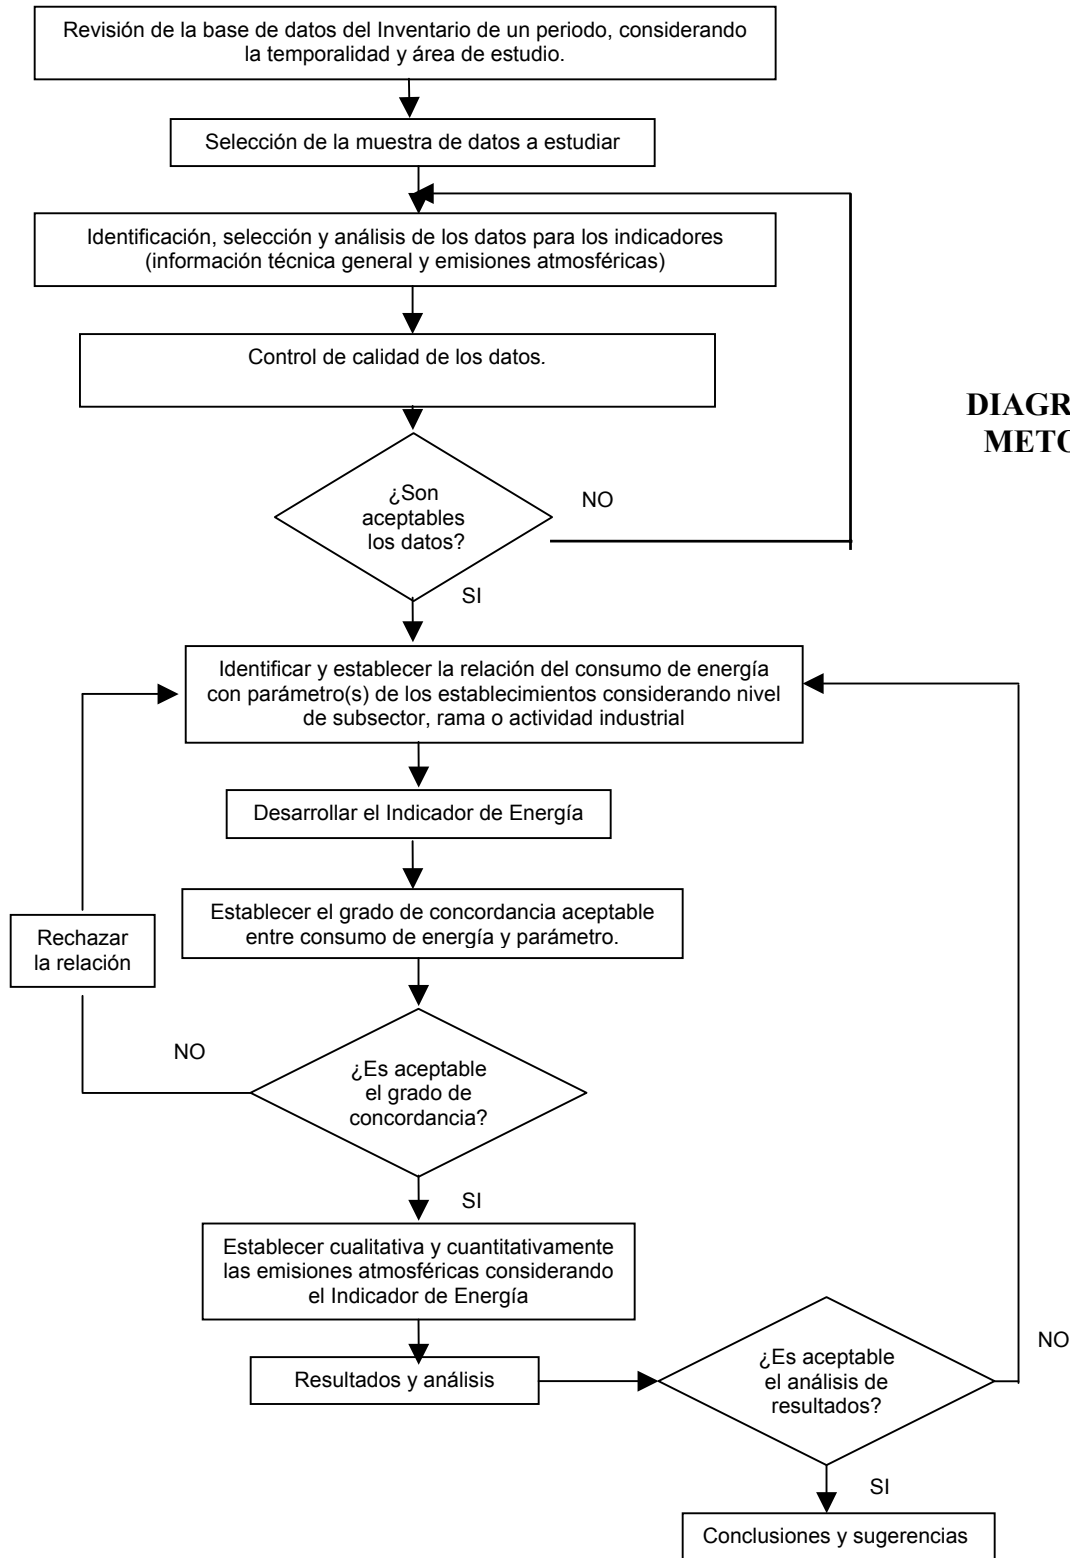 Revisión de la base de datos del Inventario de un periodo, considerando
la temporalidad y área de estudio.
Selección de la muestra de datos a estudiar
Identificación, selección y análisis de los datos para los indicadores
(información técnica general y emisiones atmosféricas)
Control de calidad de los datos.
DIAGR
METO
¿Son
aceptables
los datos?
NO
SI
Identificar y establecer la relación del consumo de energía
con parámetro(s) de los establecimientos considerando nivel
de subsector, rama o actividad industrial
Desarrollar el Indicador de Energía
Establecer el grado de concordancia aceptable
entre consumo de energía y parámetro.
Rechazar
la relación
NO
¿Es aceptable
el grado de
concordancia?
SI
Establecer cualitativa y cuantitativamente
las emisiones atmosféricas considerando
el Indicador de Energía
Resultados y análisis
¿Es aceptable
el análisis de
resultados?
NO
SI
Conclusiones y sugerencias